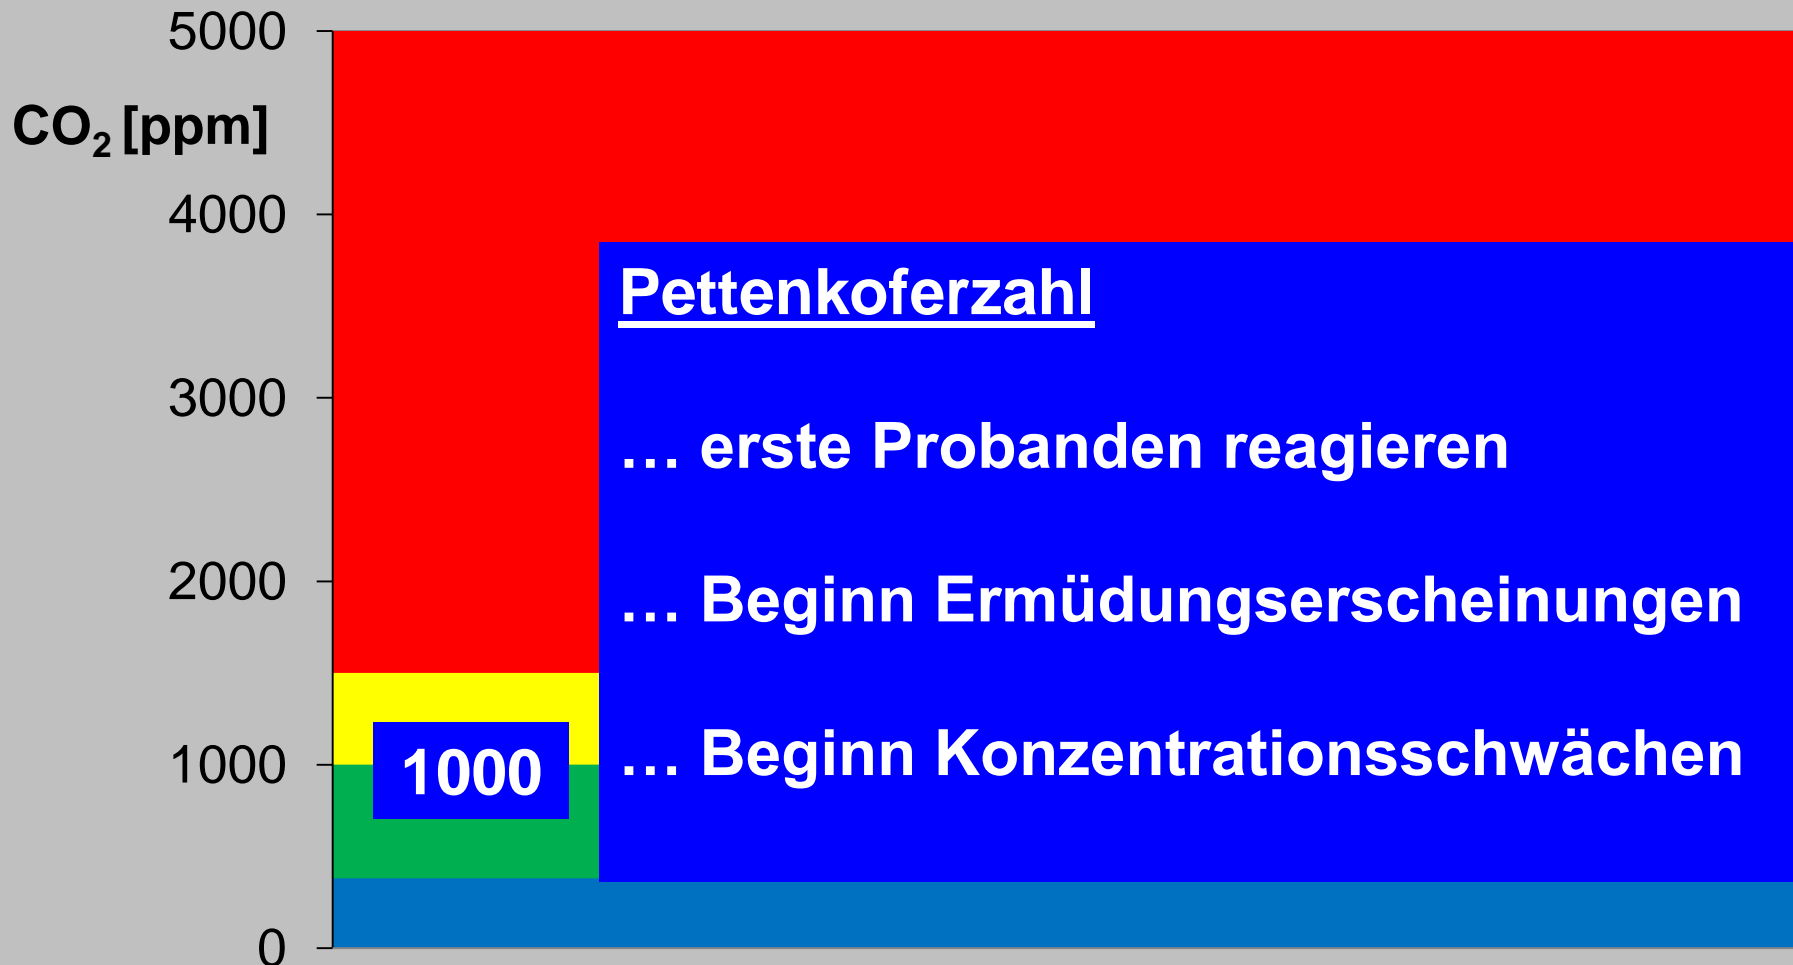 5000
CO₂ [ppm]
4000
Pettenkoferzahl
3000
… erste Probanden reagieren
2000
… Beginn Ermüdungserscheinungen
1000
1000
… Beginn Konzentrationsschwächen
0